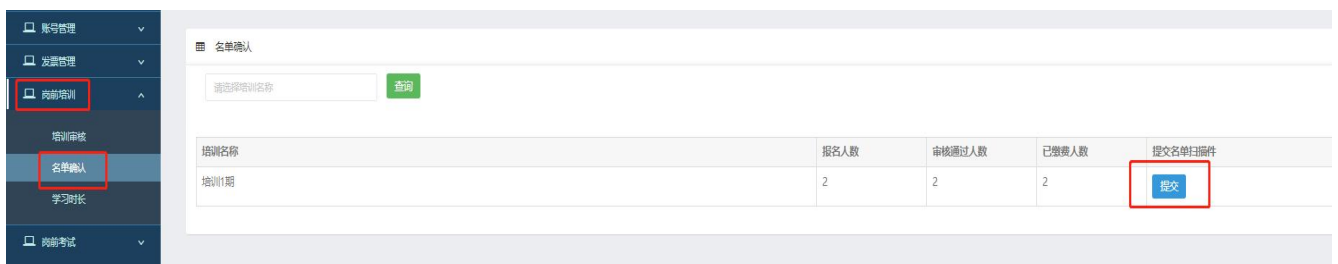 账号管理
发票管理
岗前培训
培训审核
名单确认
学习时长
岗前考试
名单确认
请选择培训名称 查询
培训名称 报名人数 审核通过人数 已缴费人数 提交名单扫描件
培训1期 2 2 2 提交